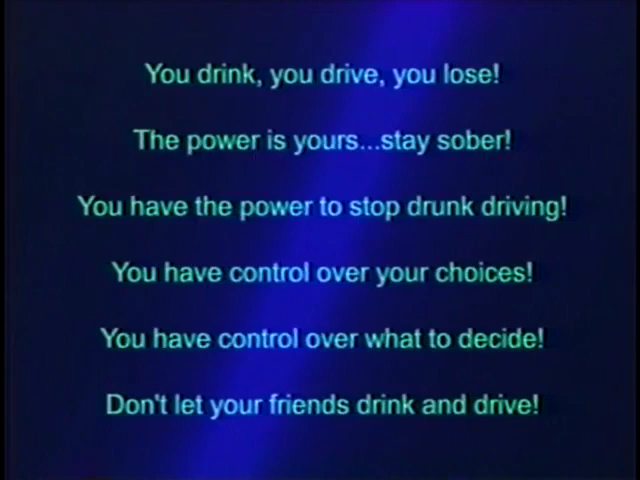 You drink, you drive, you lose!
The power is yours...stay sober!
You have the power to stop drunk driving!
You have control over your choices!
You have control over what to decide!
Don't let your friends drink and drive!